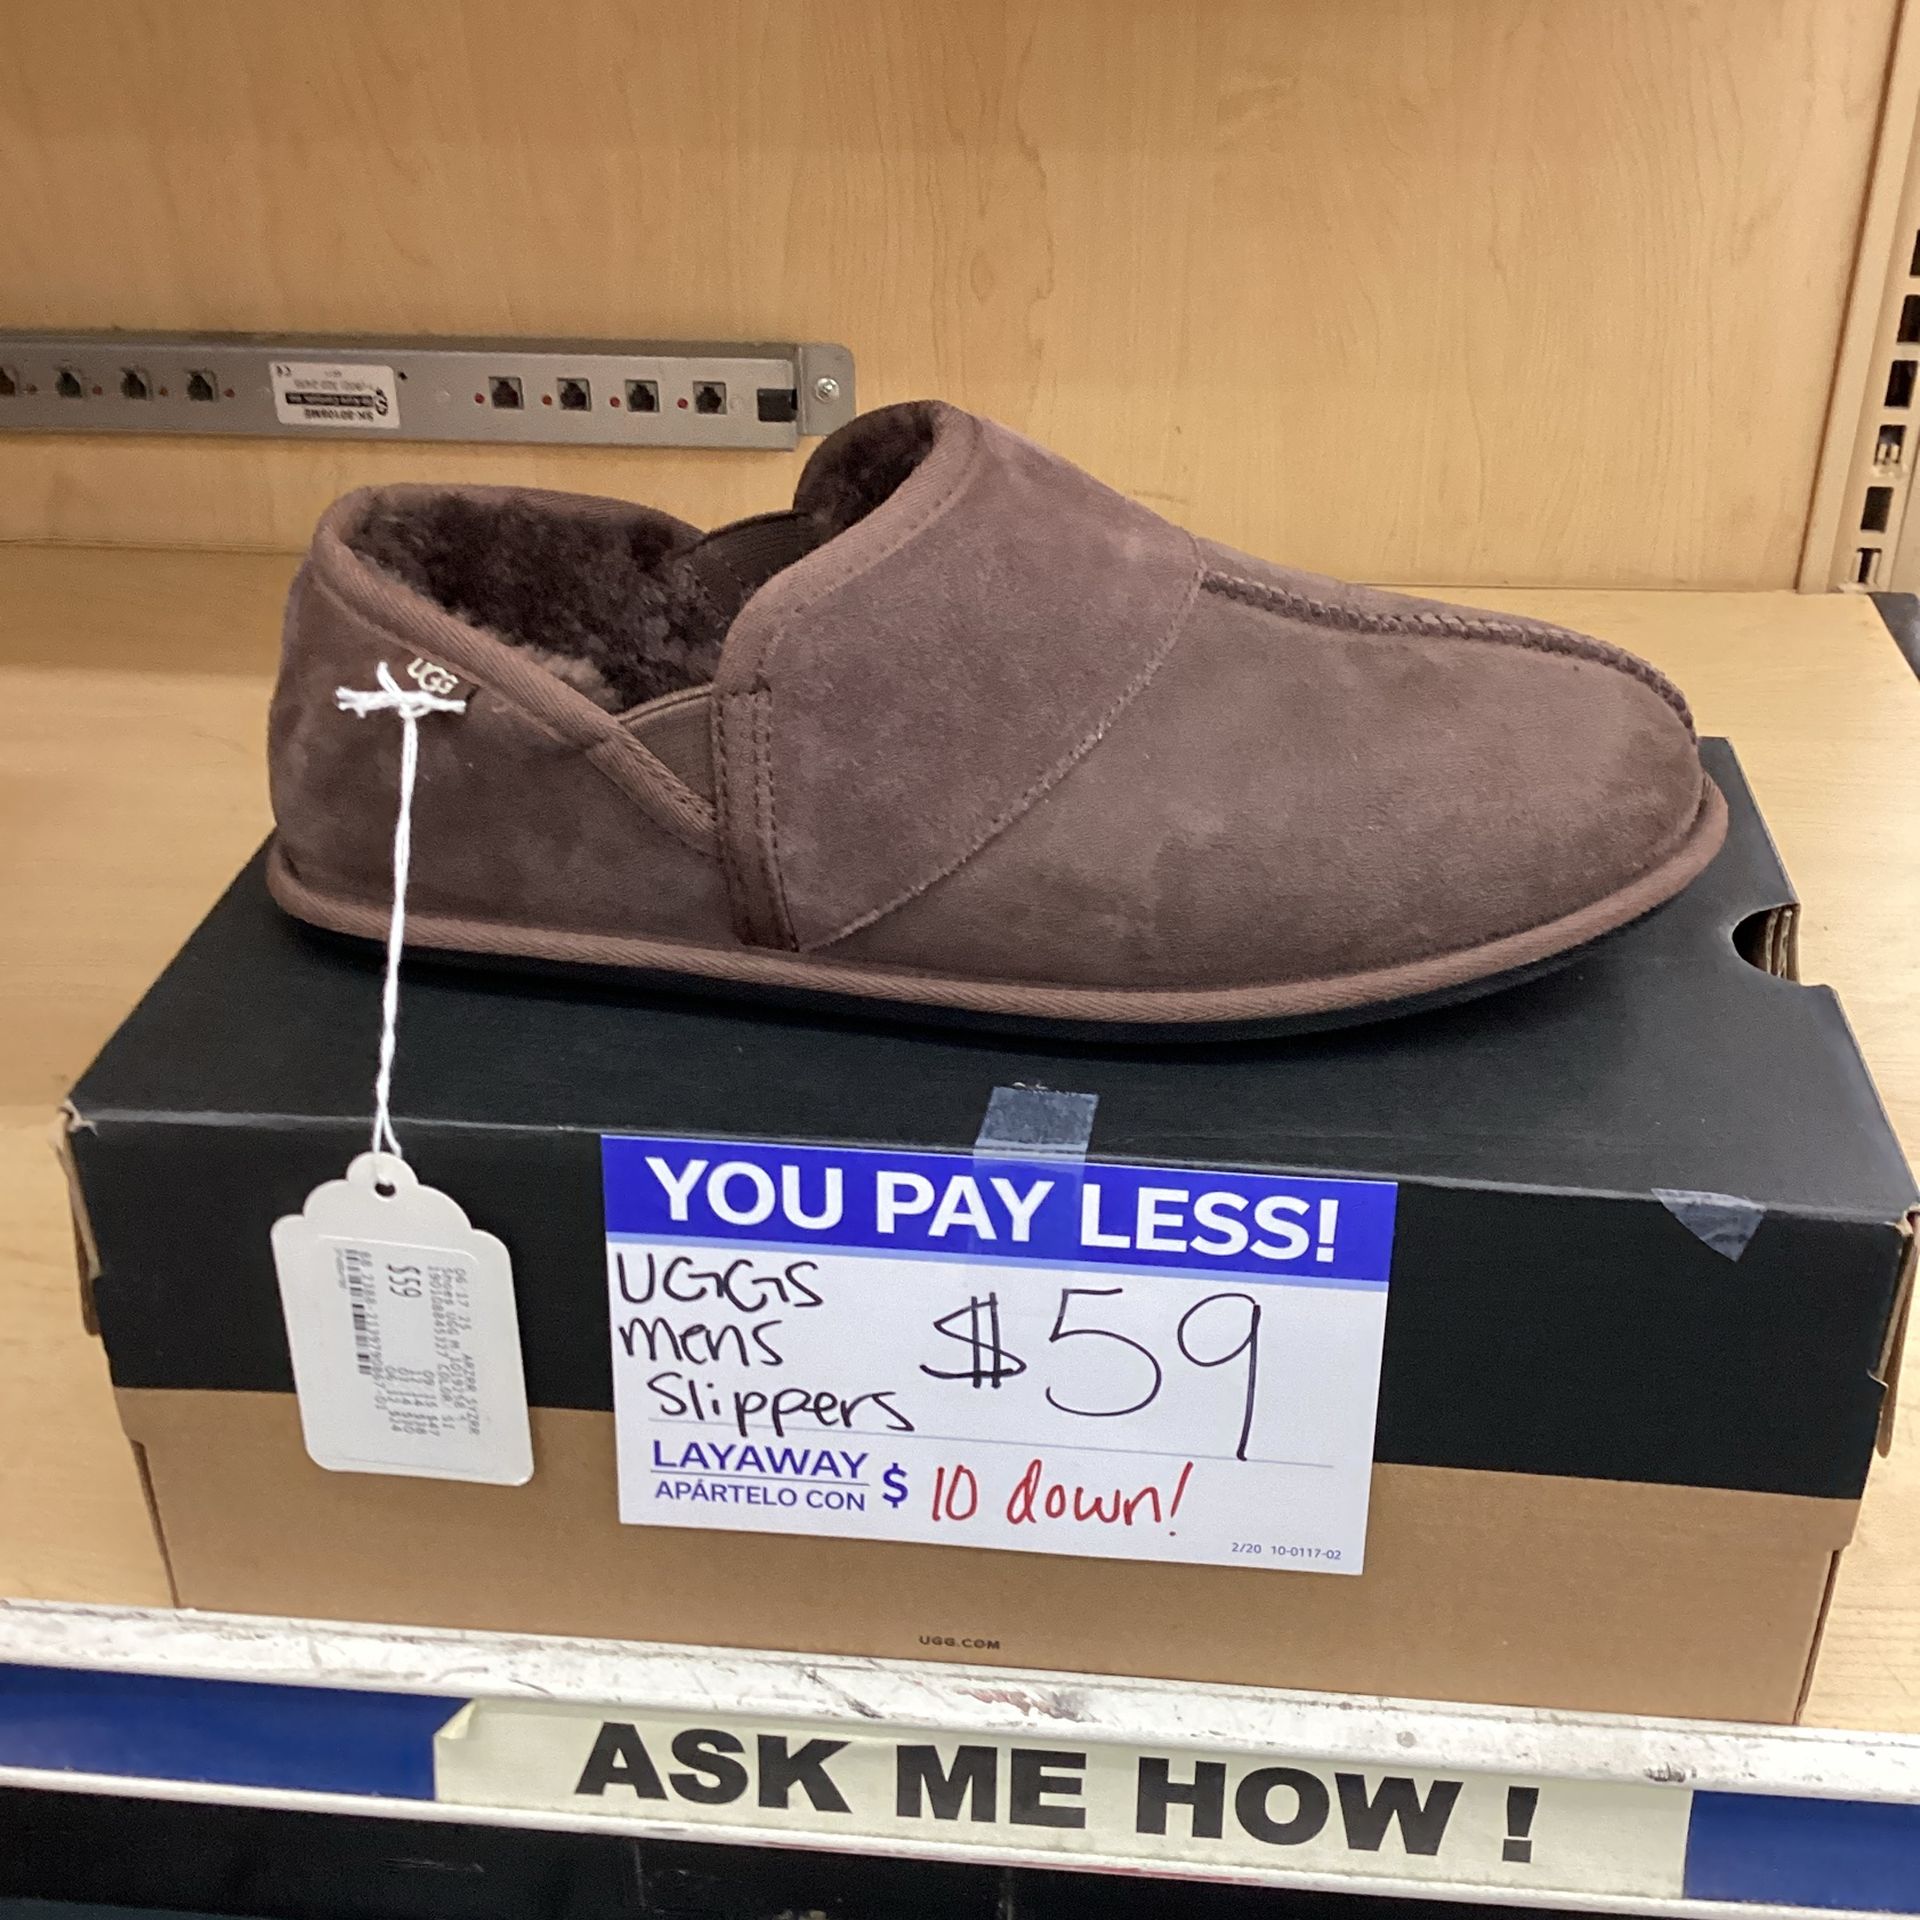 UGG
YOU PAY LESS!
UGGS
mens
Slippers
$59
LAYAWAY
APÁRTELO CON
$ 10 down!
2/20 10-0117-02
$59
UGG.COM
ASK ME HOW !